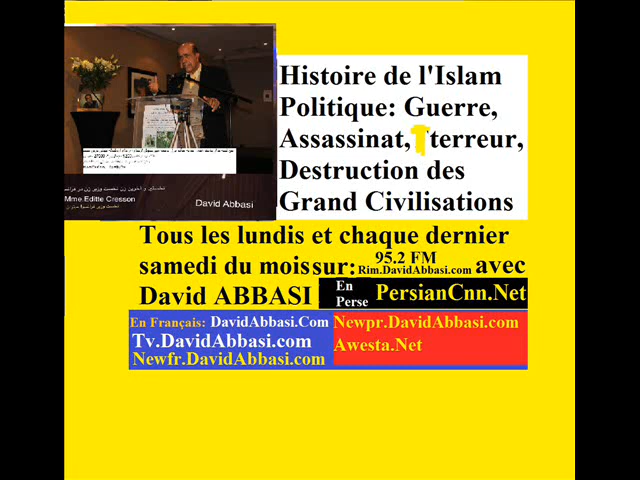 Histoire de l'Islam
Politique: Guerre,
Assassinat, terreur,
Destruction des
Grand Civilisations
Mme Editte Cresson
David Abbasi
Tous les lundis et chaque dernier
samedi du mois sur: 95.2 FM avec
Rim.DavidAbbasi.com
David ABBASI
En Perse PersianCnn.Net
En Français: DavidAbbasi.Com
Tv.DavidAbbasi.com
Newfr.DavidAbbasi.com
Newpr.DavidAbbasi.com
Awesta.Net